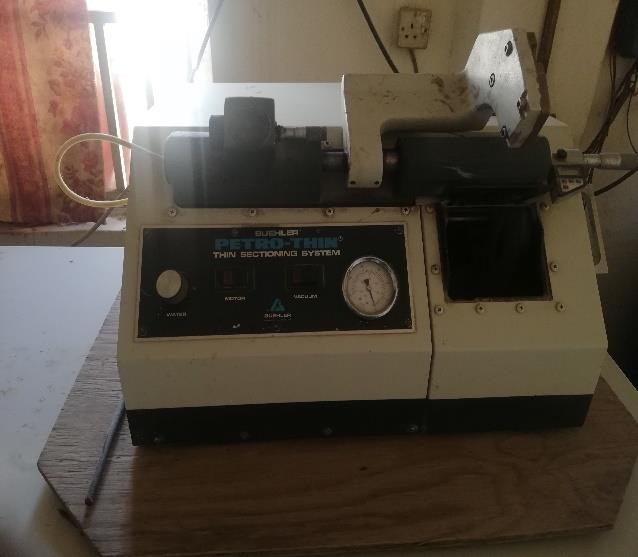 BUEHLER
PETRO-THIN
THIN SECTIONING SYSTEM
WATER
MOTOR
VACUUM
BUEHLER